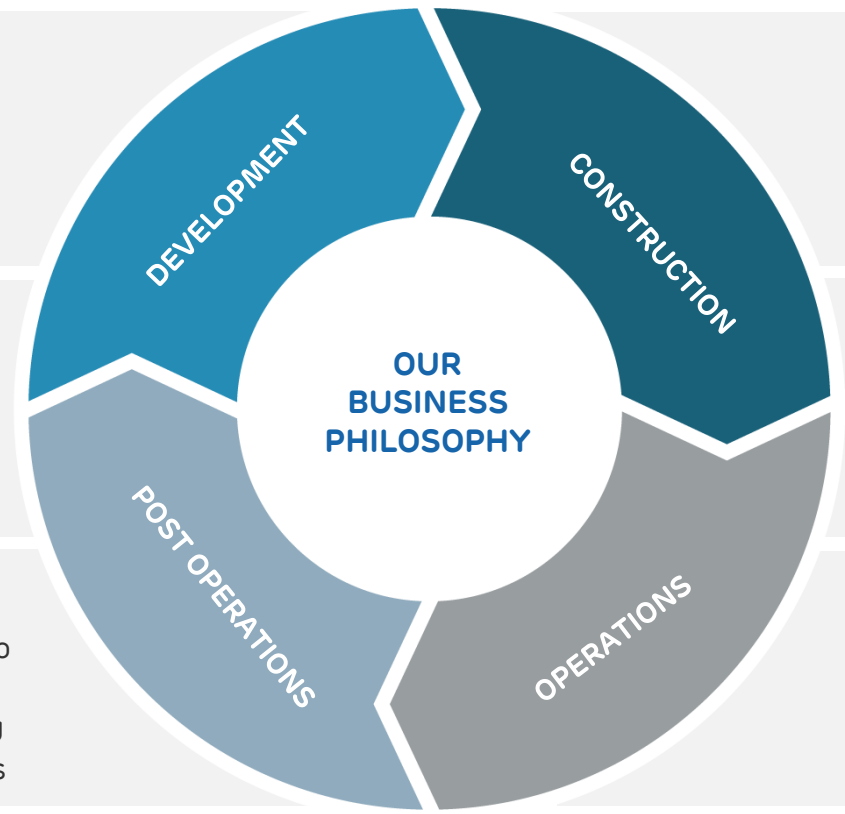 DEVELOPMENT
CONSTRUCTION
OUR
BUSINESS
PHILOSOPHY
POST OPERATIONS
OPERATIONS